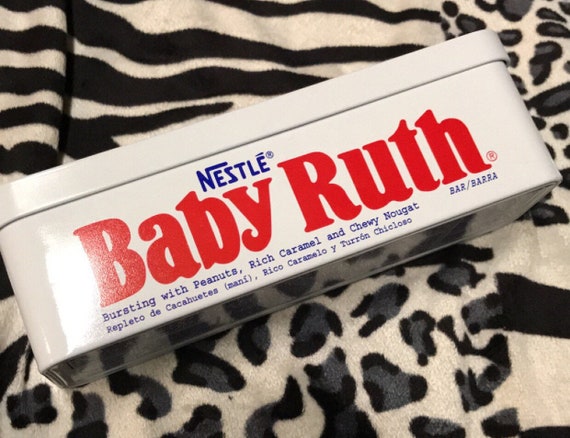 NESTLÉ®
Baby Ruth®
BAR/BARRA
Bursting with Peanuts, Rich Caramel and Chewy Nougat
Repleto de Cacahuetes (maní), Rico Caramelo y Turrón Chicloso